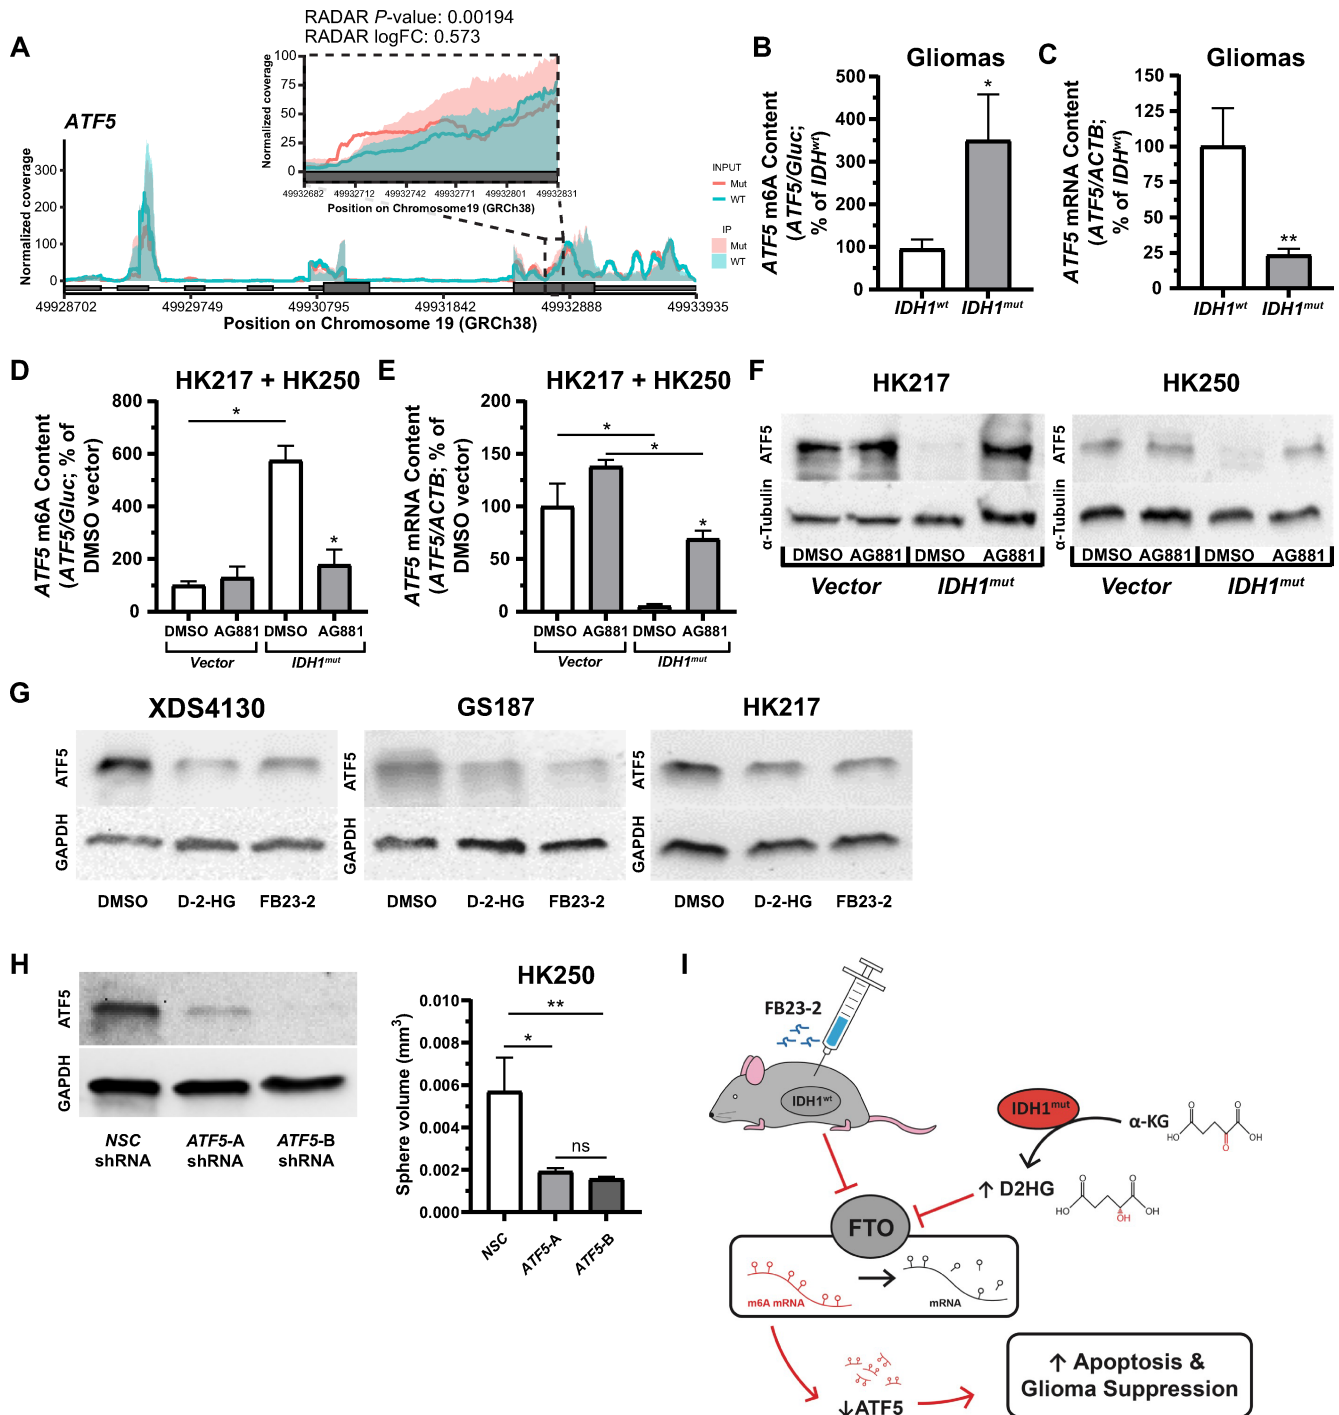 A
RADAR P-value: 0.00194
RADAR logFC: 0.573
ATF5
Normalized coverage
300
200
100
0
Normalized coverage
100
75
50
25
0
49932682 49932712 49932742 49932771 49932801 49932831
Position on Chromosome19 (GRCh38)
INPUT
Mut
WT
IP
Mut
WT
49928702 49929749 49930795 49931842 49932888 49933935
Position on Chromosome 19 (GRCh38)
B
Gliomas
ATF5 m6A Content
(ATF5/Gluc;
% of IDHwt)
500
400
300
200
100
0
*
IDH1wt IDH1mut
C
Gliomas
ATF5 mRNA Content
(ATF5/ACTB;
% of IDHwt)
150
125
100
75
50
25
0
**
IDH1wt IDH1mut
D
HK217 + HK250
ATF5 m6A Content
(ATF5/Gluc; % of
DMSO vector)
800
600
400
200
0
*
*
DMSO AG881 DMSO AG881
Vector IDH1mut
E
HK217 + HK250
ATF5 mRNA Content
(ATF5/ACTB; % of
DMSO vector)
200
150
100
50
0
*
*
*
DMSO AG881 DMSO AG881
Vector IDH1mut
F
HK217 HK250
ATF5
α-Tubulin
DMSO AG881 DMSO AG881
Vector IDH1mut
ATF5
α-Tubulin
DMSO AG881 DMSO AG881
Vector IDH1mut
G
XDS4130 GS187 HK217
ATF5
GAPDH
DMSO D-2-HG FB23-2
ATF5
GAPDH
DMSO D-2-HG FB23-2
ATF5
GAPDH
DMSO D-2-HG FB23-2
H
ATF5
GAPDH
NSC ATF5-A ATF5-B
shRNA shRNA shRNA
HK250
Sphere volume (mm3)
0.010
0.008
0.006
0.004
0.002
0.000
**
*
ns
NSC ATF5-A ATF5-B
I
FB23-2
IDH1wt
IDH1mut
α-KG
HO O O O OH
↑ D2HG
HO O OH O OH
FTO
m6A mRNA
mRNA
↓ATF5
↑ Apoptosis &
Glioma Suppression